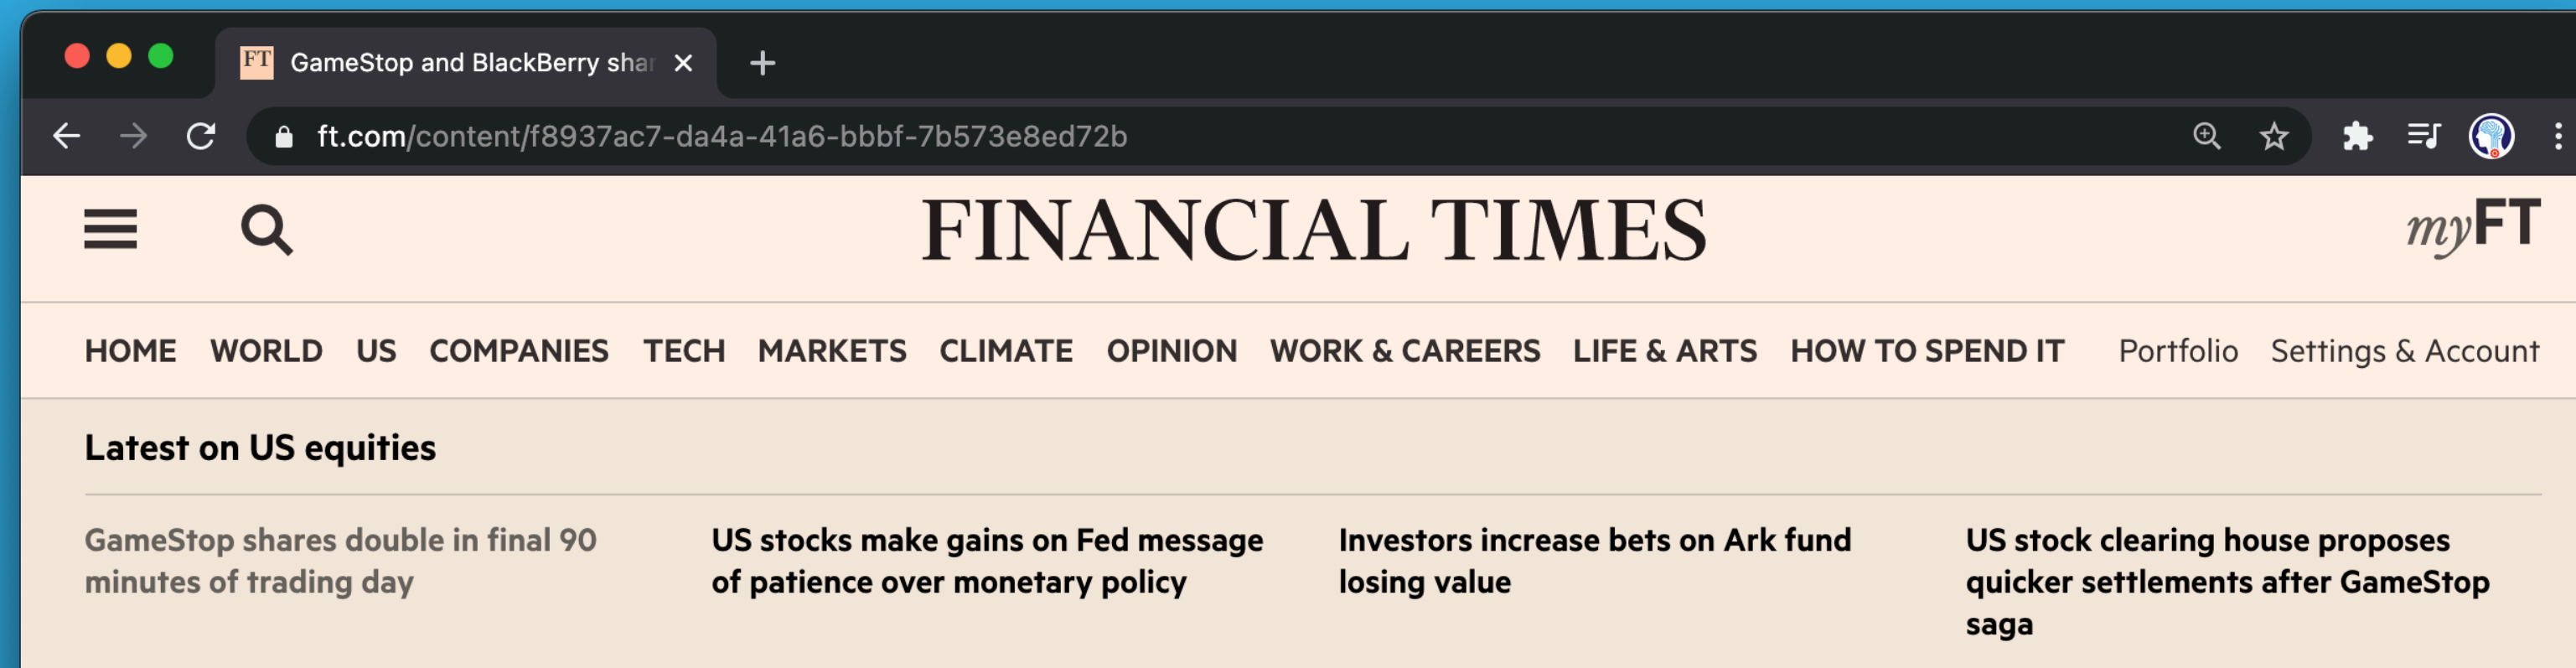 FT GameStop and BlackBerry shar
ft.com/content/f8937ac7-da4a-41a6-bbbf-7b573e8ed72b
FINANCIAL TIMES
myFT
HOME WORLD US COMPANIES TECH MARKETS CLIMATE OPINION WORK & CAREERS LIFE & ARTS HOW TO SPEND IT Portfolio Settings & Account
Latest on US equities
GameStop shares double in final 90
minutes of trading day
US stocks make gains on Fed message
of patience over monetary policy
Investors increase bets on Ark fund
losing value
US stock clearing house proposes
quicker settlements after GameStop
saga